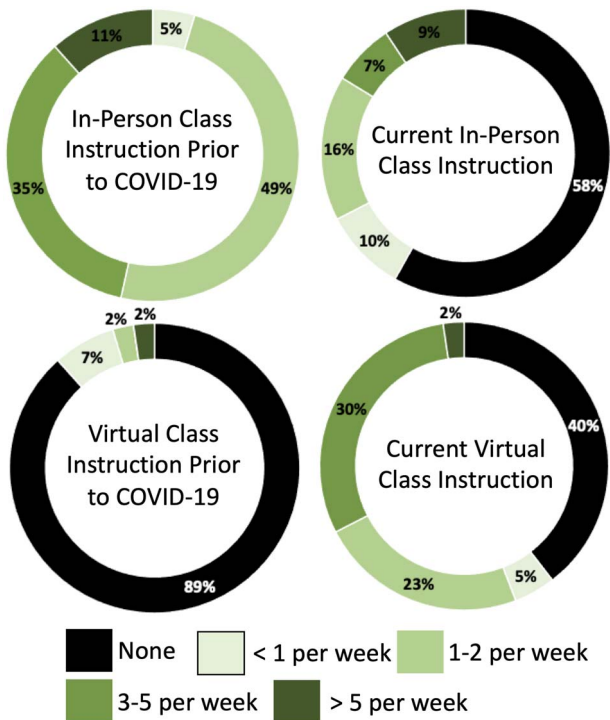 11%
5%
35%
49%
In-Person Class
Instruction Prior
to COVID-19
9%
7%
16%
10%
58%
Current In-Person
Class Instruction
2%
2%
7%
89%
Virtual Class
Instruction Prior
to COVID-19
2%
30%
40%
23%
5%
Current Virtual
Class Instruction
None
< 1 per week
1-2 per week
3-5 per week
> 5 per week